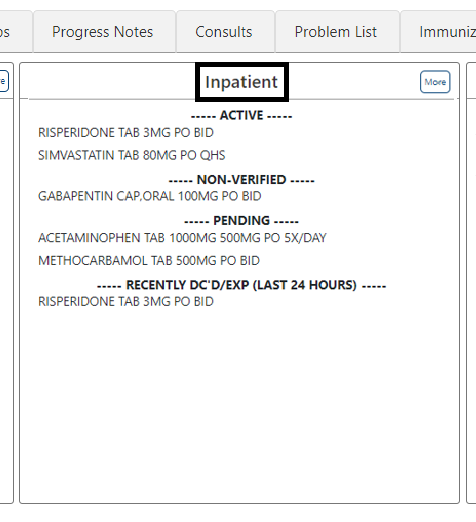 Progress Notes
Consults
Problem List
Inpatient
More
----- ACTIVE -----
RISPERIDONE TAB 3MG PO BID
SIMVASTATIN TAB 80MG PO QHS
----- NON-VERIFIED -----
GABAPENTIN CAP,ORAL 100MG PO BID
----- PENDING -----
ACETAMINOPHEN TAB 1000MG 500MG PO 5X/DAY
METHOCARBAMOL TAB 500MG PO BID
----- RECENTLY DC'D/EXP (LAST 24 HOURS) -----
RISPERIDONE TAB 3MG PO BID